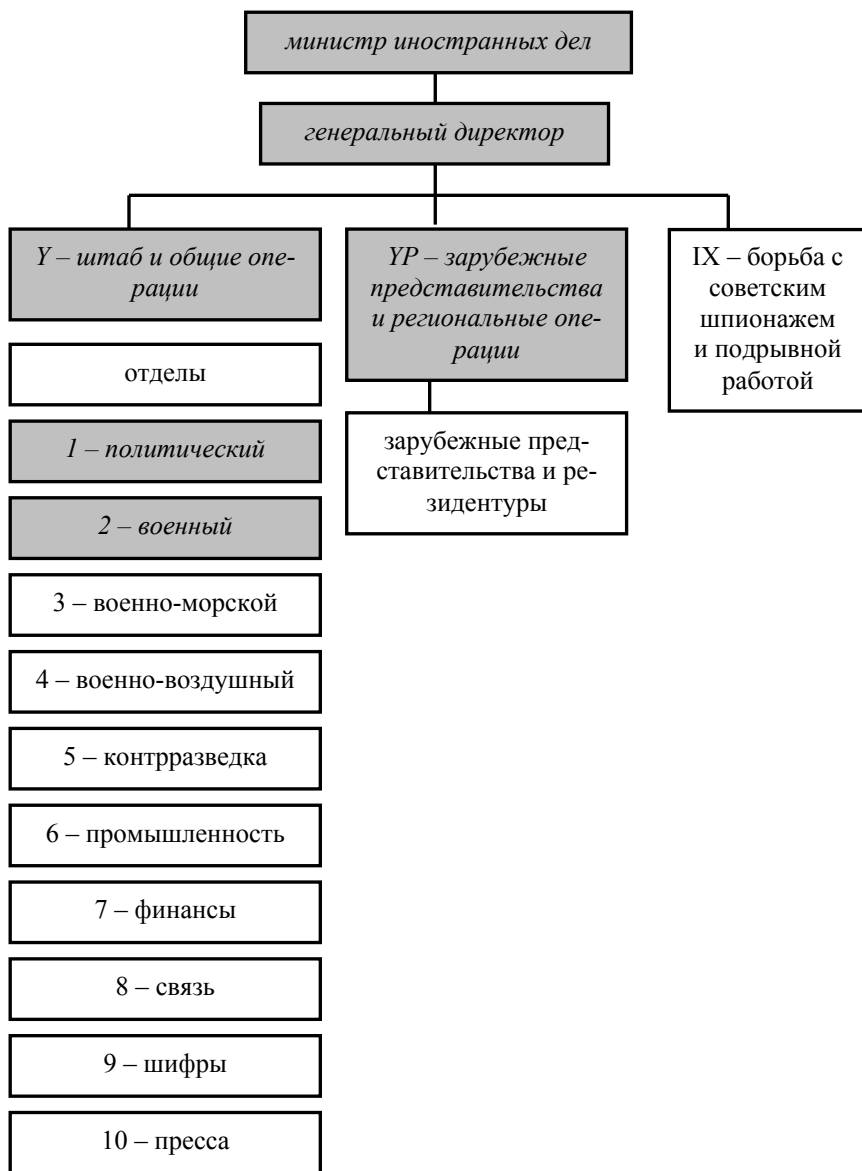 министр иностранных дел
генеральный директор
Y – штаб и общие опе-
рации
YP – зарубежные
представительства
и региональные опе-
рации
IX – борьба с
советским
шпионажем
и подрывной
работой
отделы
1 – политический
зарубежные пред-
ставительства и ре-
зидентуры
2 – военный
3 – военно-морской
4 – военно-воздушный
5 – контрразведка
6 – промышленность
7 – финансы
8 – связь
9 – шифры
10 – пресса